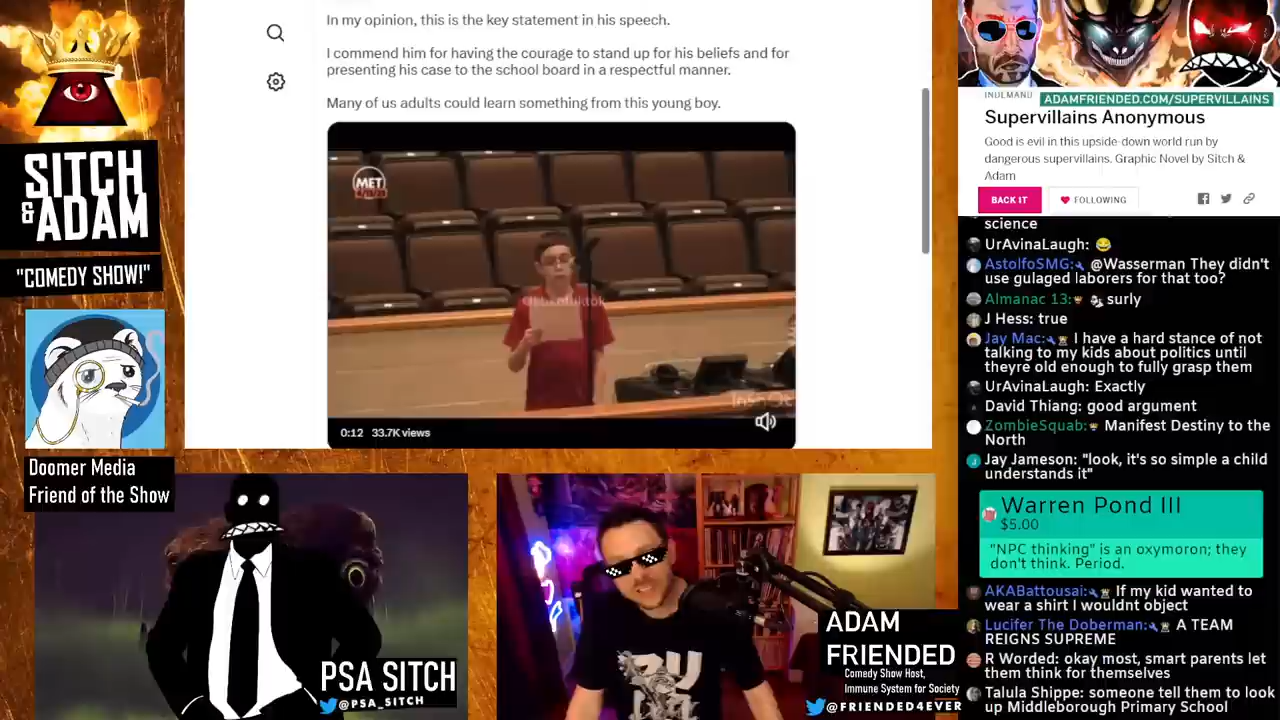 SITCH
& ADAM
"COMEDY SHOW!"
Doomer Media
Friend of the Show
In my opinion, this is the key statement in his speech.
I commend him for having the courage to stand up for his beliefs and for
presenting his case to the school board in a respectful manner.
Many of us adults could learn something from this young boy.
MET
0:12 33.7K views
InShot
PSA SITCH
@PSA_SITCH
ADAM
FRIENDED
Comedy Show Host,
Immune System for Society
@FRIENDED4EVER
INDEMAND
ADAMFRIENDED.COM/SUPERVILLAINS
Supervillains Anonymous
Good is evil in this upside-down world run by
dangerous supervillains. Graphic Novel by Sitch &
Adam
BACK IT
FOLLOWING
science
UrAvinaLaugh: 😂
AstolfoSMG: @Wasserman They didn't
use gulaged laborers for that too?
Almanac 13: surly
J Hess: true
Jay Mac: I have a hard stance of not
talking to my kids about politics until
theyre old enough to fully grasp them
UrAvinaLaugh: Exactly
David Thiang: good argument
ZombieSquab: Manifest Destiny to the
North
Jay Jameson: "look, it's so simple a child
understands it"
Warren Pond III
$5.00
"NPC thinking" is an oxymoron; they
don't think. Period.
AKABattousai: If my kid wanted to
wear a shirt I wouldnt object
Lucifer The Doberman: A TEAM
REIGNS SUPREME
R Worded: okay most, smart parents let
them think for themselves
Talula Shippe: someone tell them to look
up Middleborough Primary School